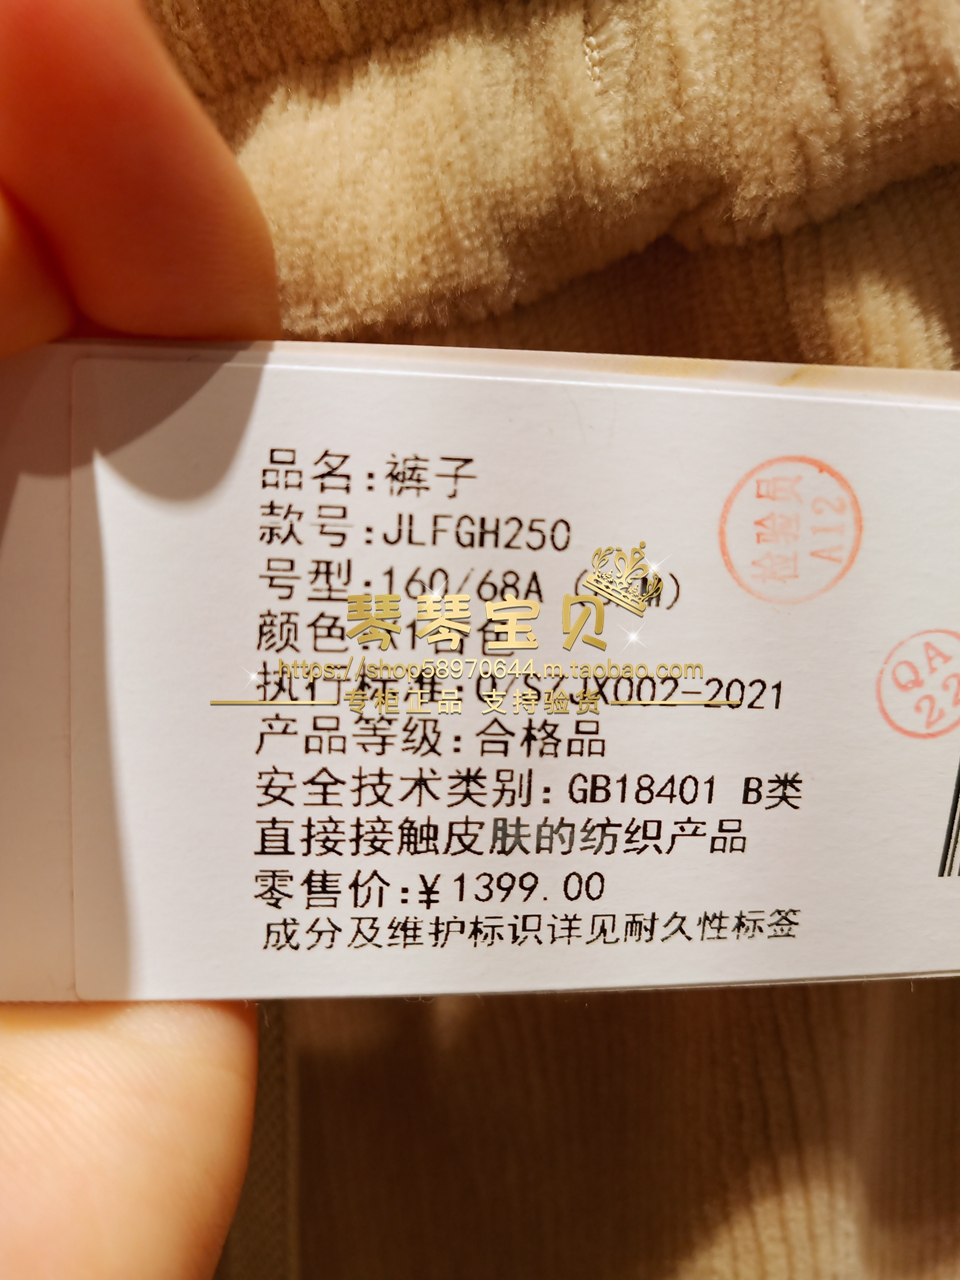 品名:裤子
款号:JLFGH250
号型:160/68A
颜色
执行标准 X002-2021
产品等级:合格品
安全技术类别:GB18401 B类
直接接触皮肤的纺织产品
零售价:¥1399.00
成分及维护标识详见耐久性标签
检验员
A12
QA
22
琴琴宝贝
https://shop58970644.m.taobao.com
专柜正品 支持验货